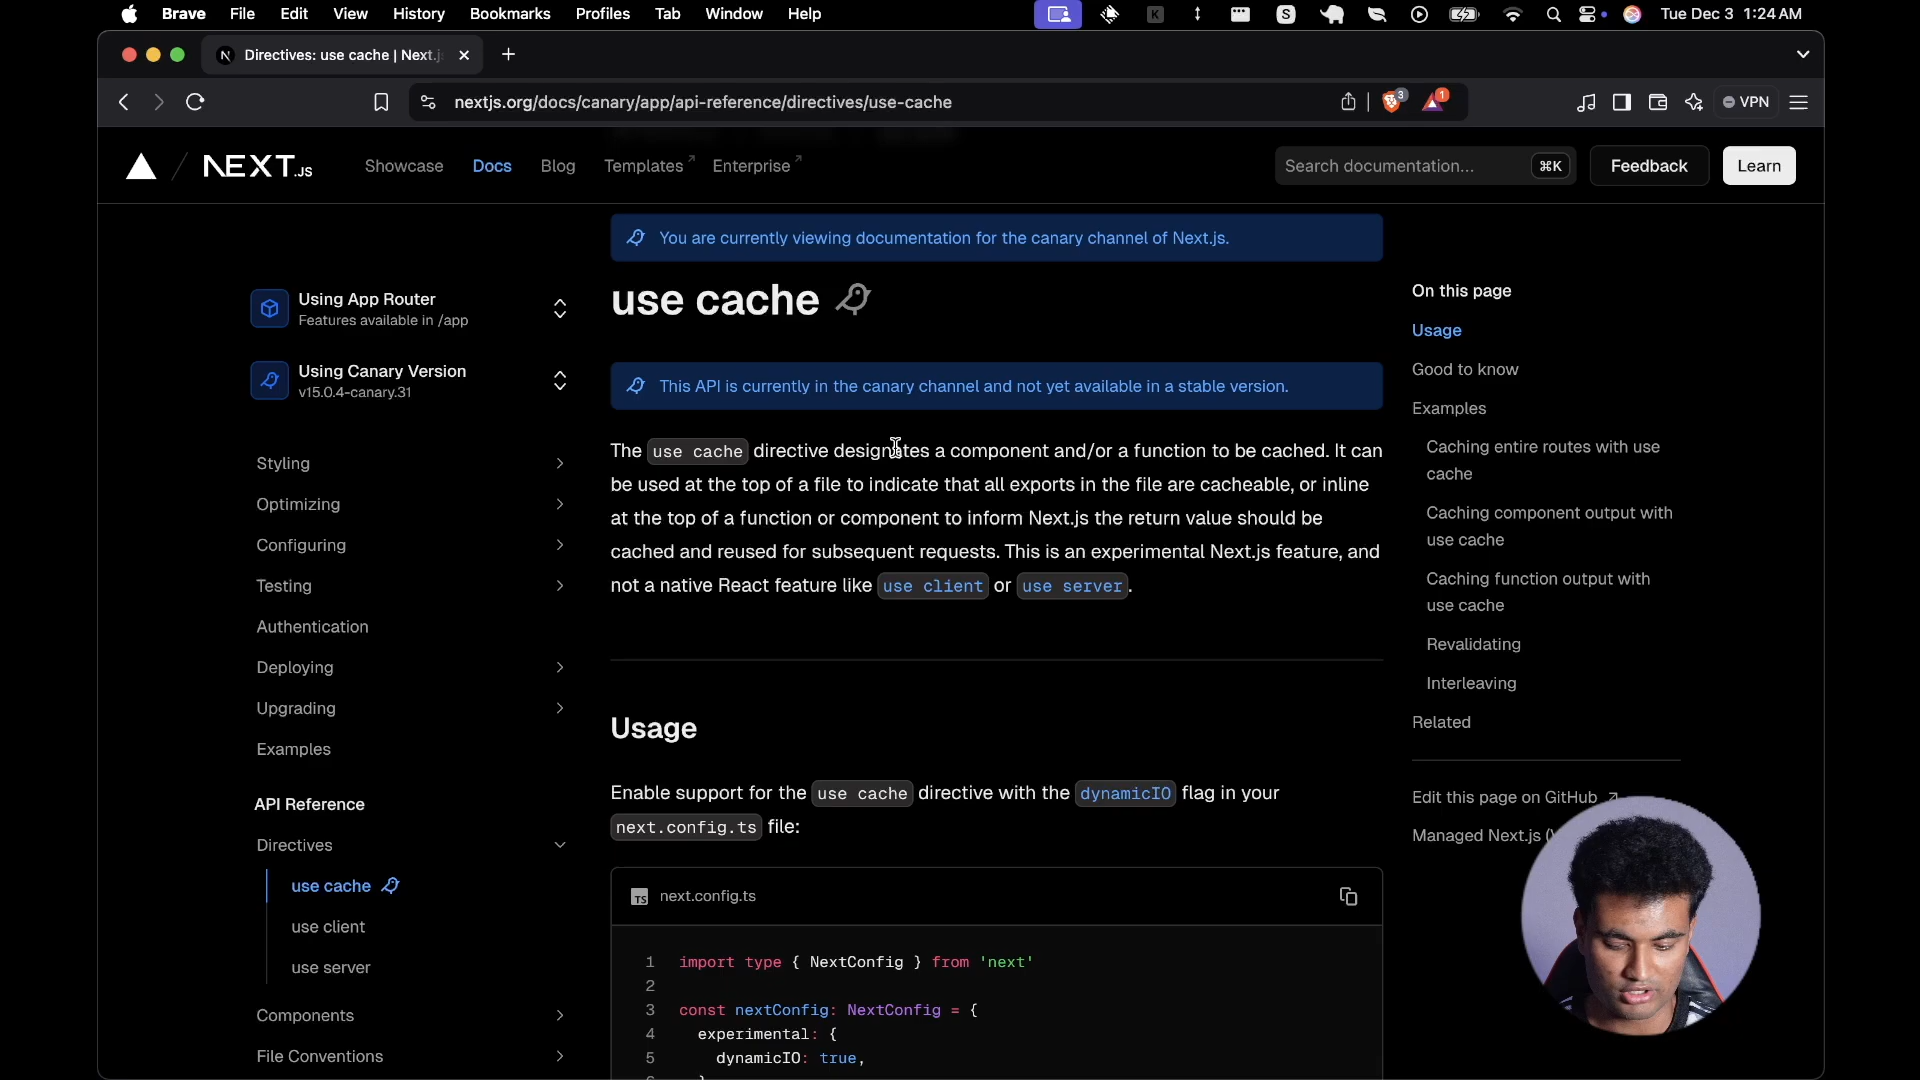 Brave File Edit View History Bookmarks Profiles Tab Window Help K S Tue Dec 3 1:24 AM
N Directives: use cache | Next.j
nextjs.org/docs/canary/app/api-reference/directives/use-cache 3 1 VPN
NEXT.JS Showcase Docs Blog Templates Enterprise Search documentation... ⌘K Feedback Learn
You are currently viewing documentation for the canary channel of Next.js.
Using App Router
Features available in /app
Using Canary Version
v15.0.4-canary.31
Styling
Optimizing
Configuring
Testing
Authentication
Deploying
Upgrading
Examples
API Reference
Directives
use cache
use client
use server
Components
File Conventions
use cache
This API is currently in the canary channel and not yet available in a stable version.
The use cache directive designates a component and/or a function to be cached. It can
be used at the top of a file to indicate that all exports in the file are cacheable, or inline
at the top of a function or component to inform Next.js the return value should be
cached and reused for subsequent requests. This is an experimental Next.js feature, and
not a native React feature like use client or use server.
Usage
Enable support for the use cache directive with the dynamicIO flag in your
next.config.ts file:
TS next.config.ts
1 import type { NextConfig } from 'next'
2
3 const nextConfig: NextConfig = {
4 experimental: {
5 dynamicIO: true,
On this page
Usage
Good to know
Examples
Caching entire routes with use
cache
Caching component output with
use cache
Caching function output with
use cache
Revalidating
Interleaving
Related
Edit this page on GitHub
Managed Next.js (